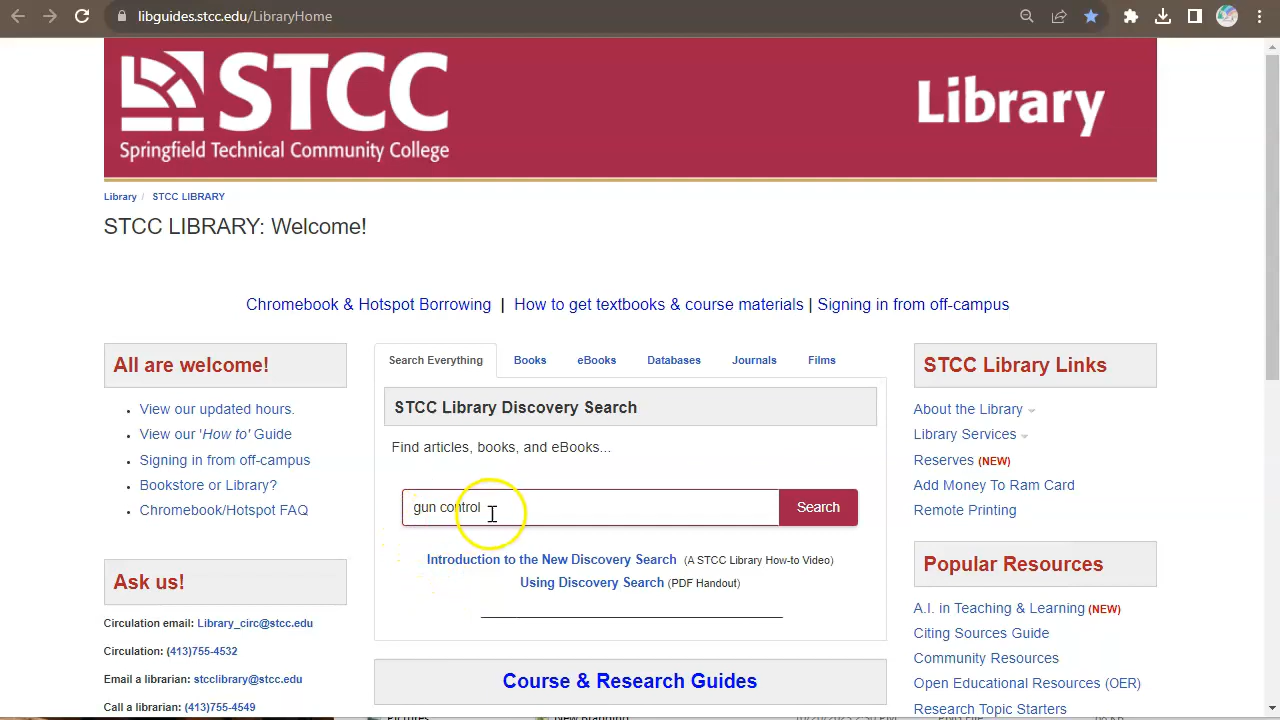 libguides.stcc.edu/LibraryHome
STCC
Springfield Technical Community College
Library
Library / STCC LIBRARY
STCC LIBRARY: Welcome!
Chromebook & Hotspot Borrowing | How to get textbooks & course materials | Signing in from off-campus
All are welcome!
View our updated hours.
View our 'How to' Guide
Signing in from off-campus
Bookstore or Library?
Chromebook/Hotspot FAQ
Ask us!
Circulation email: Library_circ@stcc.edu
Circulation: (413)755-4532
Email a librarian: stcclibrary@stcc.edu
Call a librarian: (413)755-4549
Search Everything Books eBooks Databases Journals Films
STCC Library Discovery Search
Find articles, books, and eBooks...
gun control Search
Introduction to the New Discovery Search (A STCC Library How-to Video)
Using Discovery Search (PDF Handout)
Course & Research Guides
STCC Library Links
About the Library
Library Services
Reserves (NEW)
Add Money To Ram Card
Remote Printing
Popular Resources
A.I. in Teaching & Learning (NEW)
Citing Sources Guide
Community Resources
Open Educational Resources (OER)
Research Topic Starters